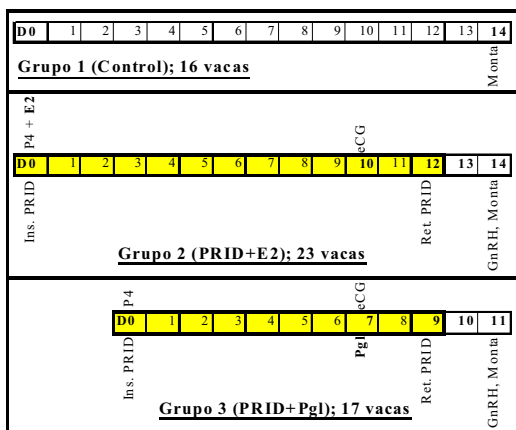 D0 1 2 3 4 5 6 7 8 9 10 11 12 13 14
Grupo 1 (Control); 16 vacas
Monta
Ins. PRID P4 + E2
eCG
D0 1 2 3 4 5 6 7 8 9 10 11 12 13 14
Ret. PRID
GnRH, Monta
Grupo 2 (PRID+E2); 23 vacas
Ins. PRID P4
Pgl eCG
D0 1 2 3 4 5 6 7 8 9 10 11
Ret. PRID
GnRH, Monta
Grupo 3 (PRID+Pgl); 17 vacas